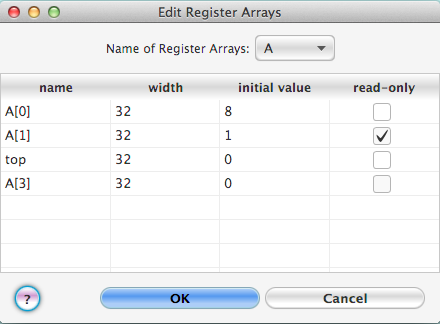 Edit Register Arrays
Name of Register Arrays: A
name width initial value read-only
A[0] 32 8
A[1] 32 1
top 32 0
A[3] 32 0
? OK Cancel